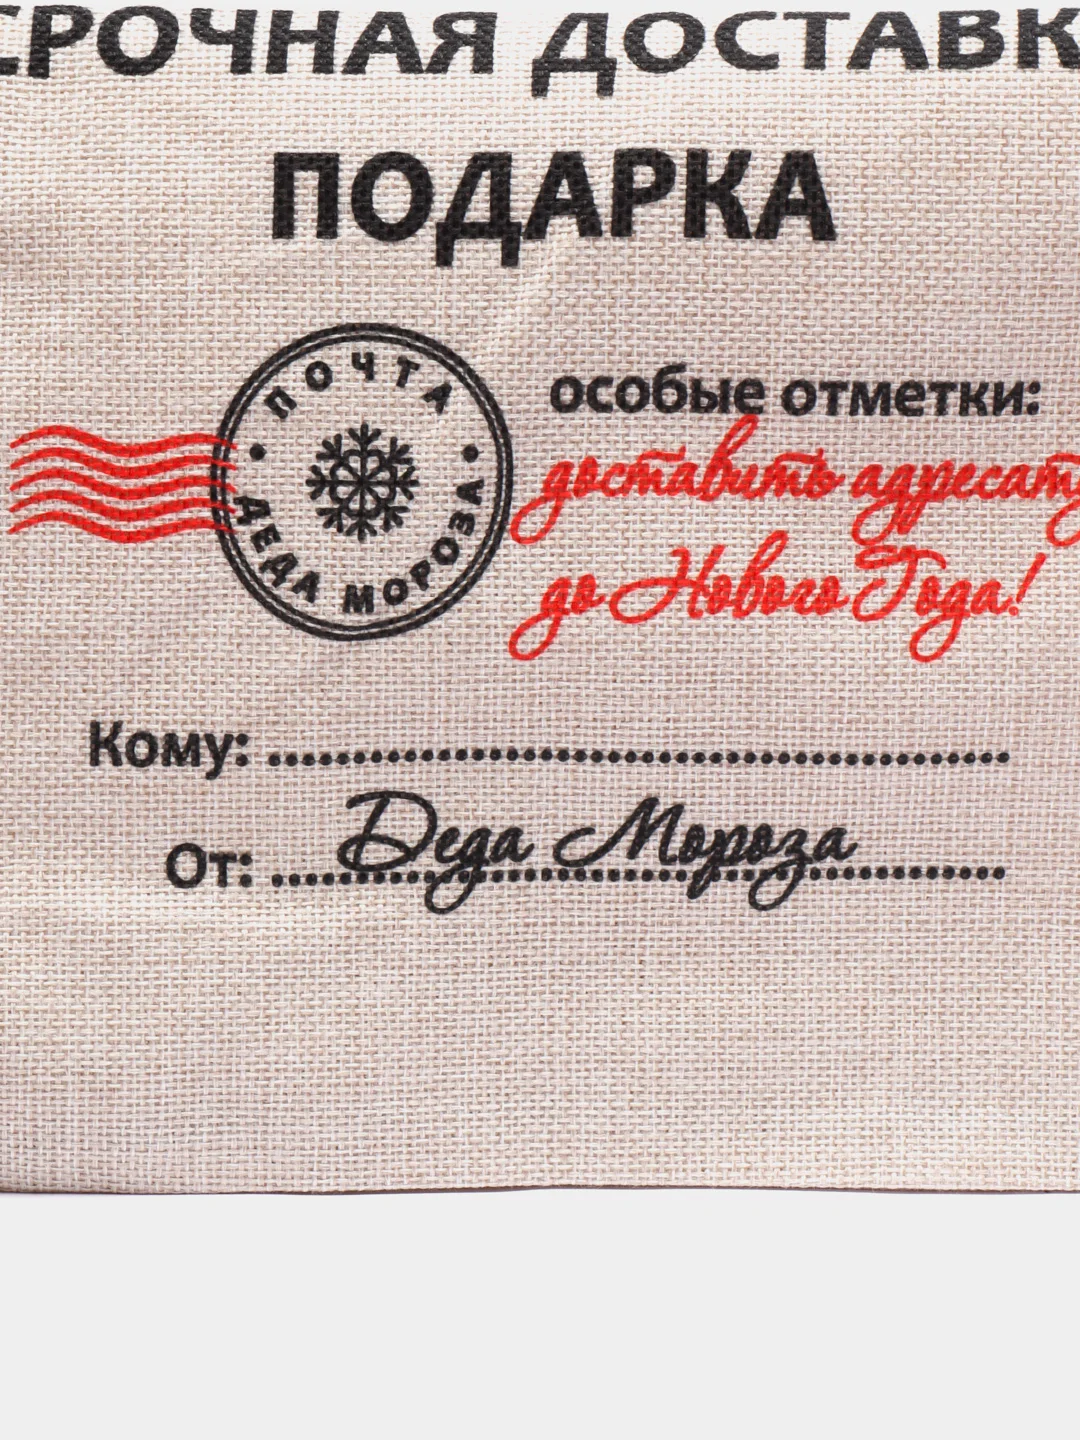 СРОЧНАЯ ДОСТАВК
ПОДАРКА
ПОЧТА
ДЕДА МОРОЗА
особые отметки:
доставить адресату
до Нового Года!
Кому:
От: Деда Мороза